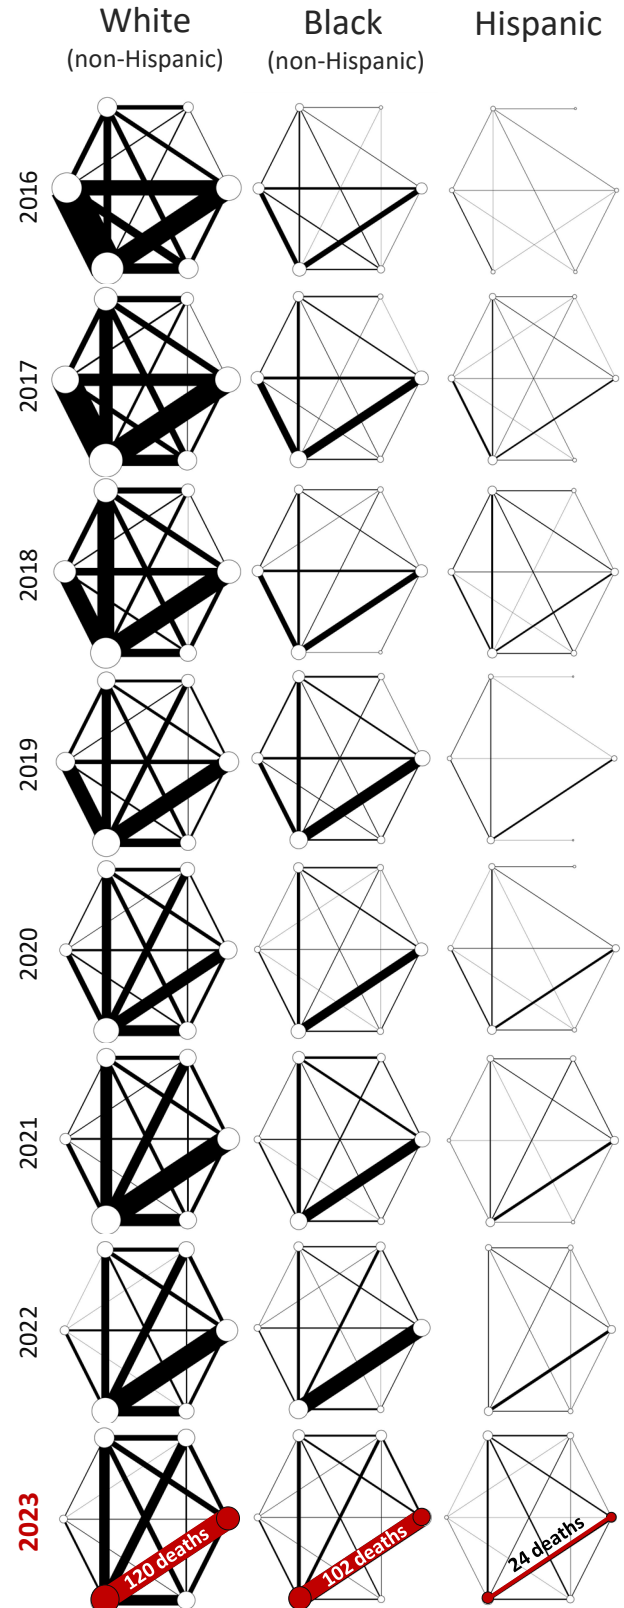 White
(non-Hispanic)
Black
(non-Hispanic)
Hispanic
2016
2017
2018
2019
2020
2021
2022
2023
120 deaths
102 deaths
24 deaths